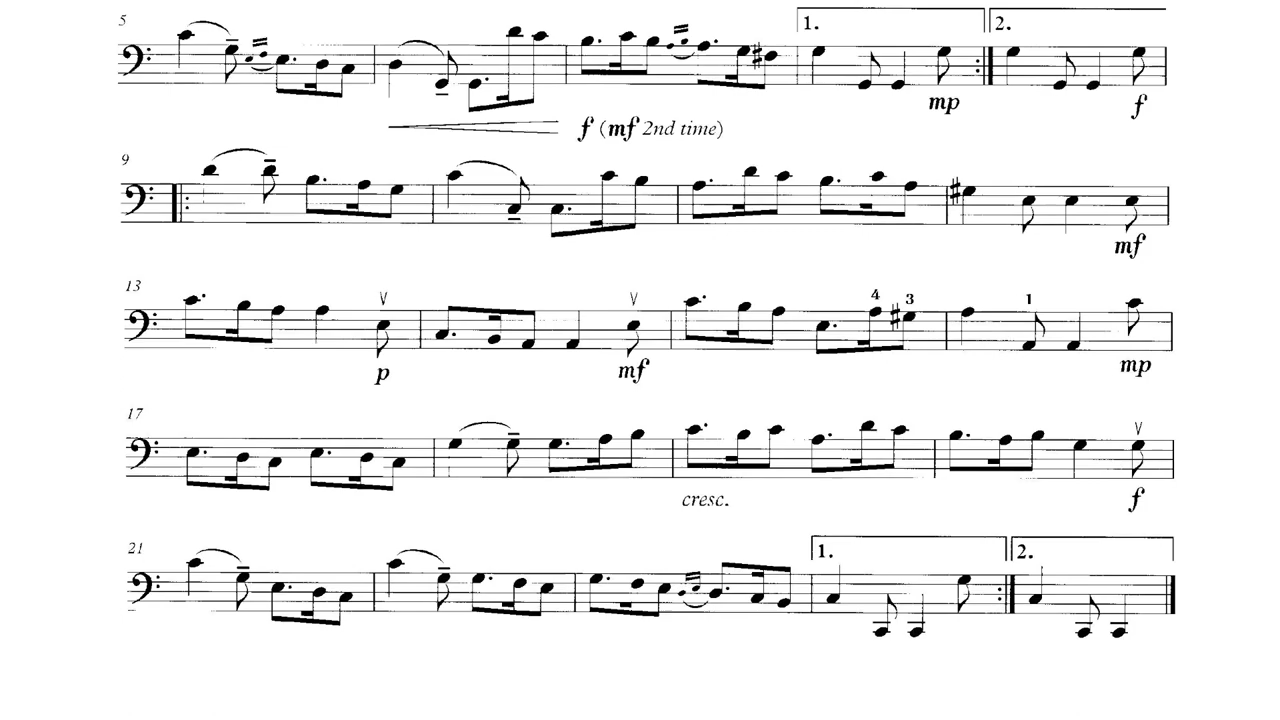 5
1. 2.
mp f
f (mf 2nd time)
9
mf
13
4 3 1
p mf mp
17
cresc. f
21
1. 2.